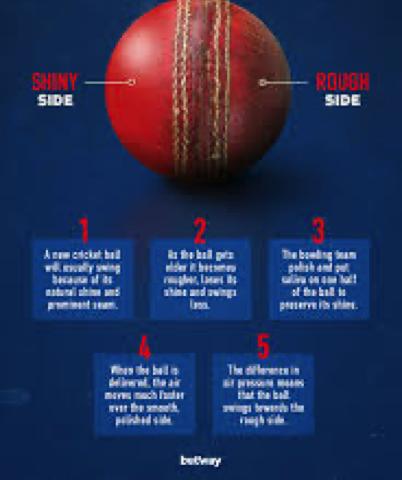 SHINY
SIDE
ROUGH
SIDE
1
A new cricket ball
will usually swing
because of its
natural shine and
prominent seam.
2
As the ball gets
older it becomes
rougher, loses its
shine and swings
less.
3
The bowling team
polish and put
saliva on one half
of the ball to
preserve its shine.
4
When the ball is
delivered, the air
moves much faster
over the smooth,
polished side.
5
The difference in
air pressure means
that the ball
swings towards the
rough side.
betway